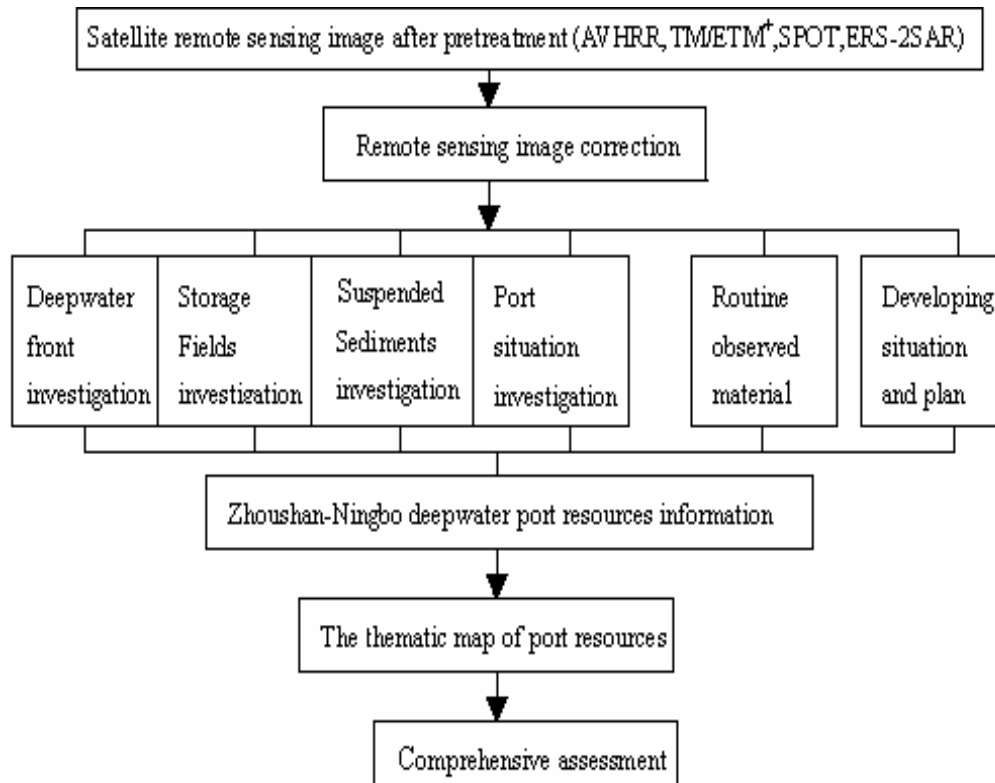 Satellite remote sensing image after pretreatment (AVHRR,TM/ETM⁺,SPOT,ERS-2SAR)
Remote sensing image correction
Deepwater
front
investigation
Storage
Fields
investigation
Suspended
Sediments
investigation
Port
situation
investigation
Routine
observed
material
Developing
situation
and plan
Zhoushan-Ningbo deepwater port resources information
The thematic map of port resources
Comprehensive assessment